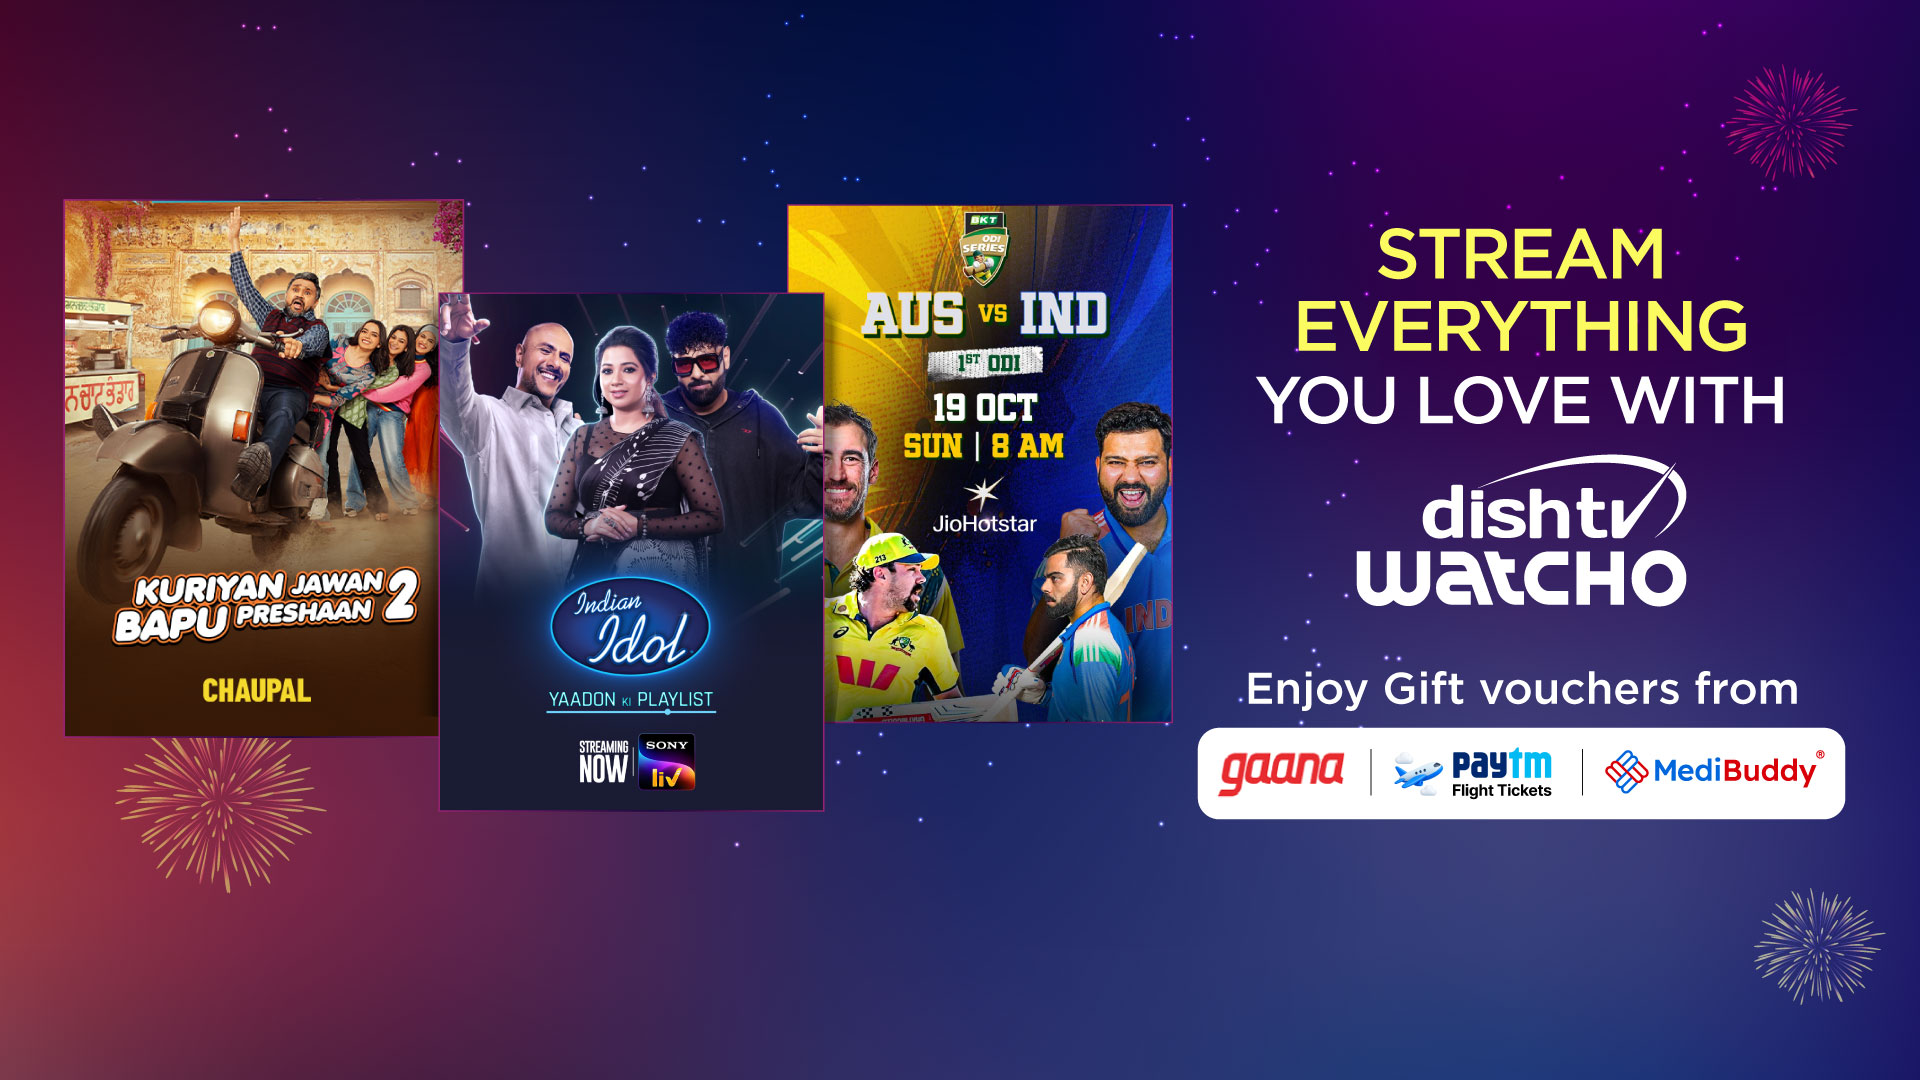 ਨ ਚਾਟ ਭੰਡਾਰ
KURIYAN JAWAN
BAPU PRESHAAN 2
CHAUPAL
Indian
Idol
YAADON KI PLAYLIST
STREAMING
NOW
SONY
liv
BKT
ODI
SERIES
AUS VS IND
1ST ODI
19 OCT
SUN | 8 AM
JioHotstar
213
IND
STREAM
EVERYTHING
YOU LOVE WITH
dishtv
WATCHO
Enjoy Gift vouchers from
gaana
paytm
Flight Tickets
MediBuddy®